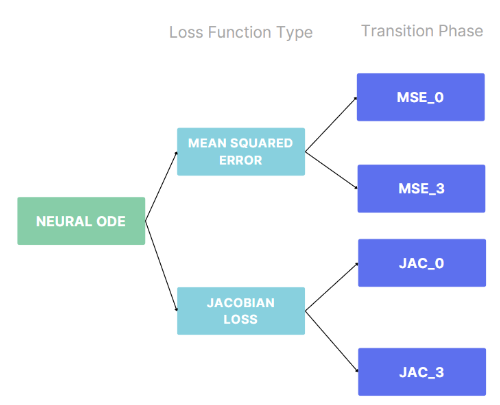 Loss Function Type
Transition Phase
MSE_0
MEAN SQUARED
ERROR
MSE_3
NEURAL ODE
JAC_0
JACOBIAN
LOSS
JAC_3